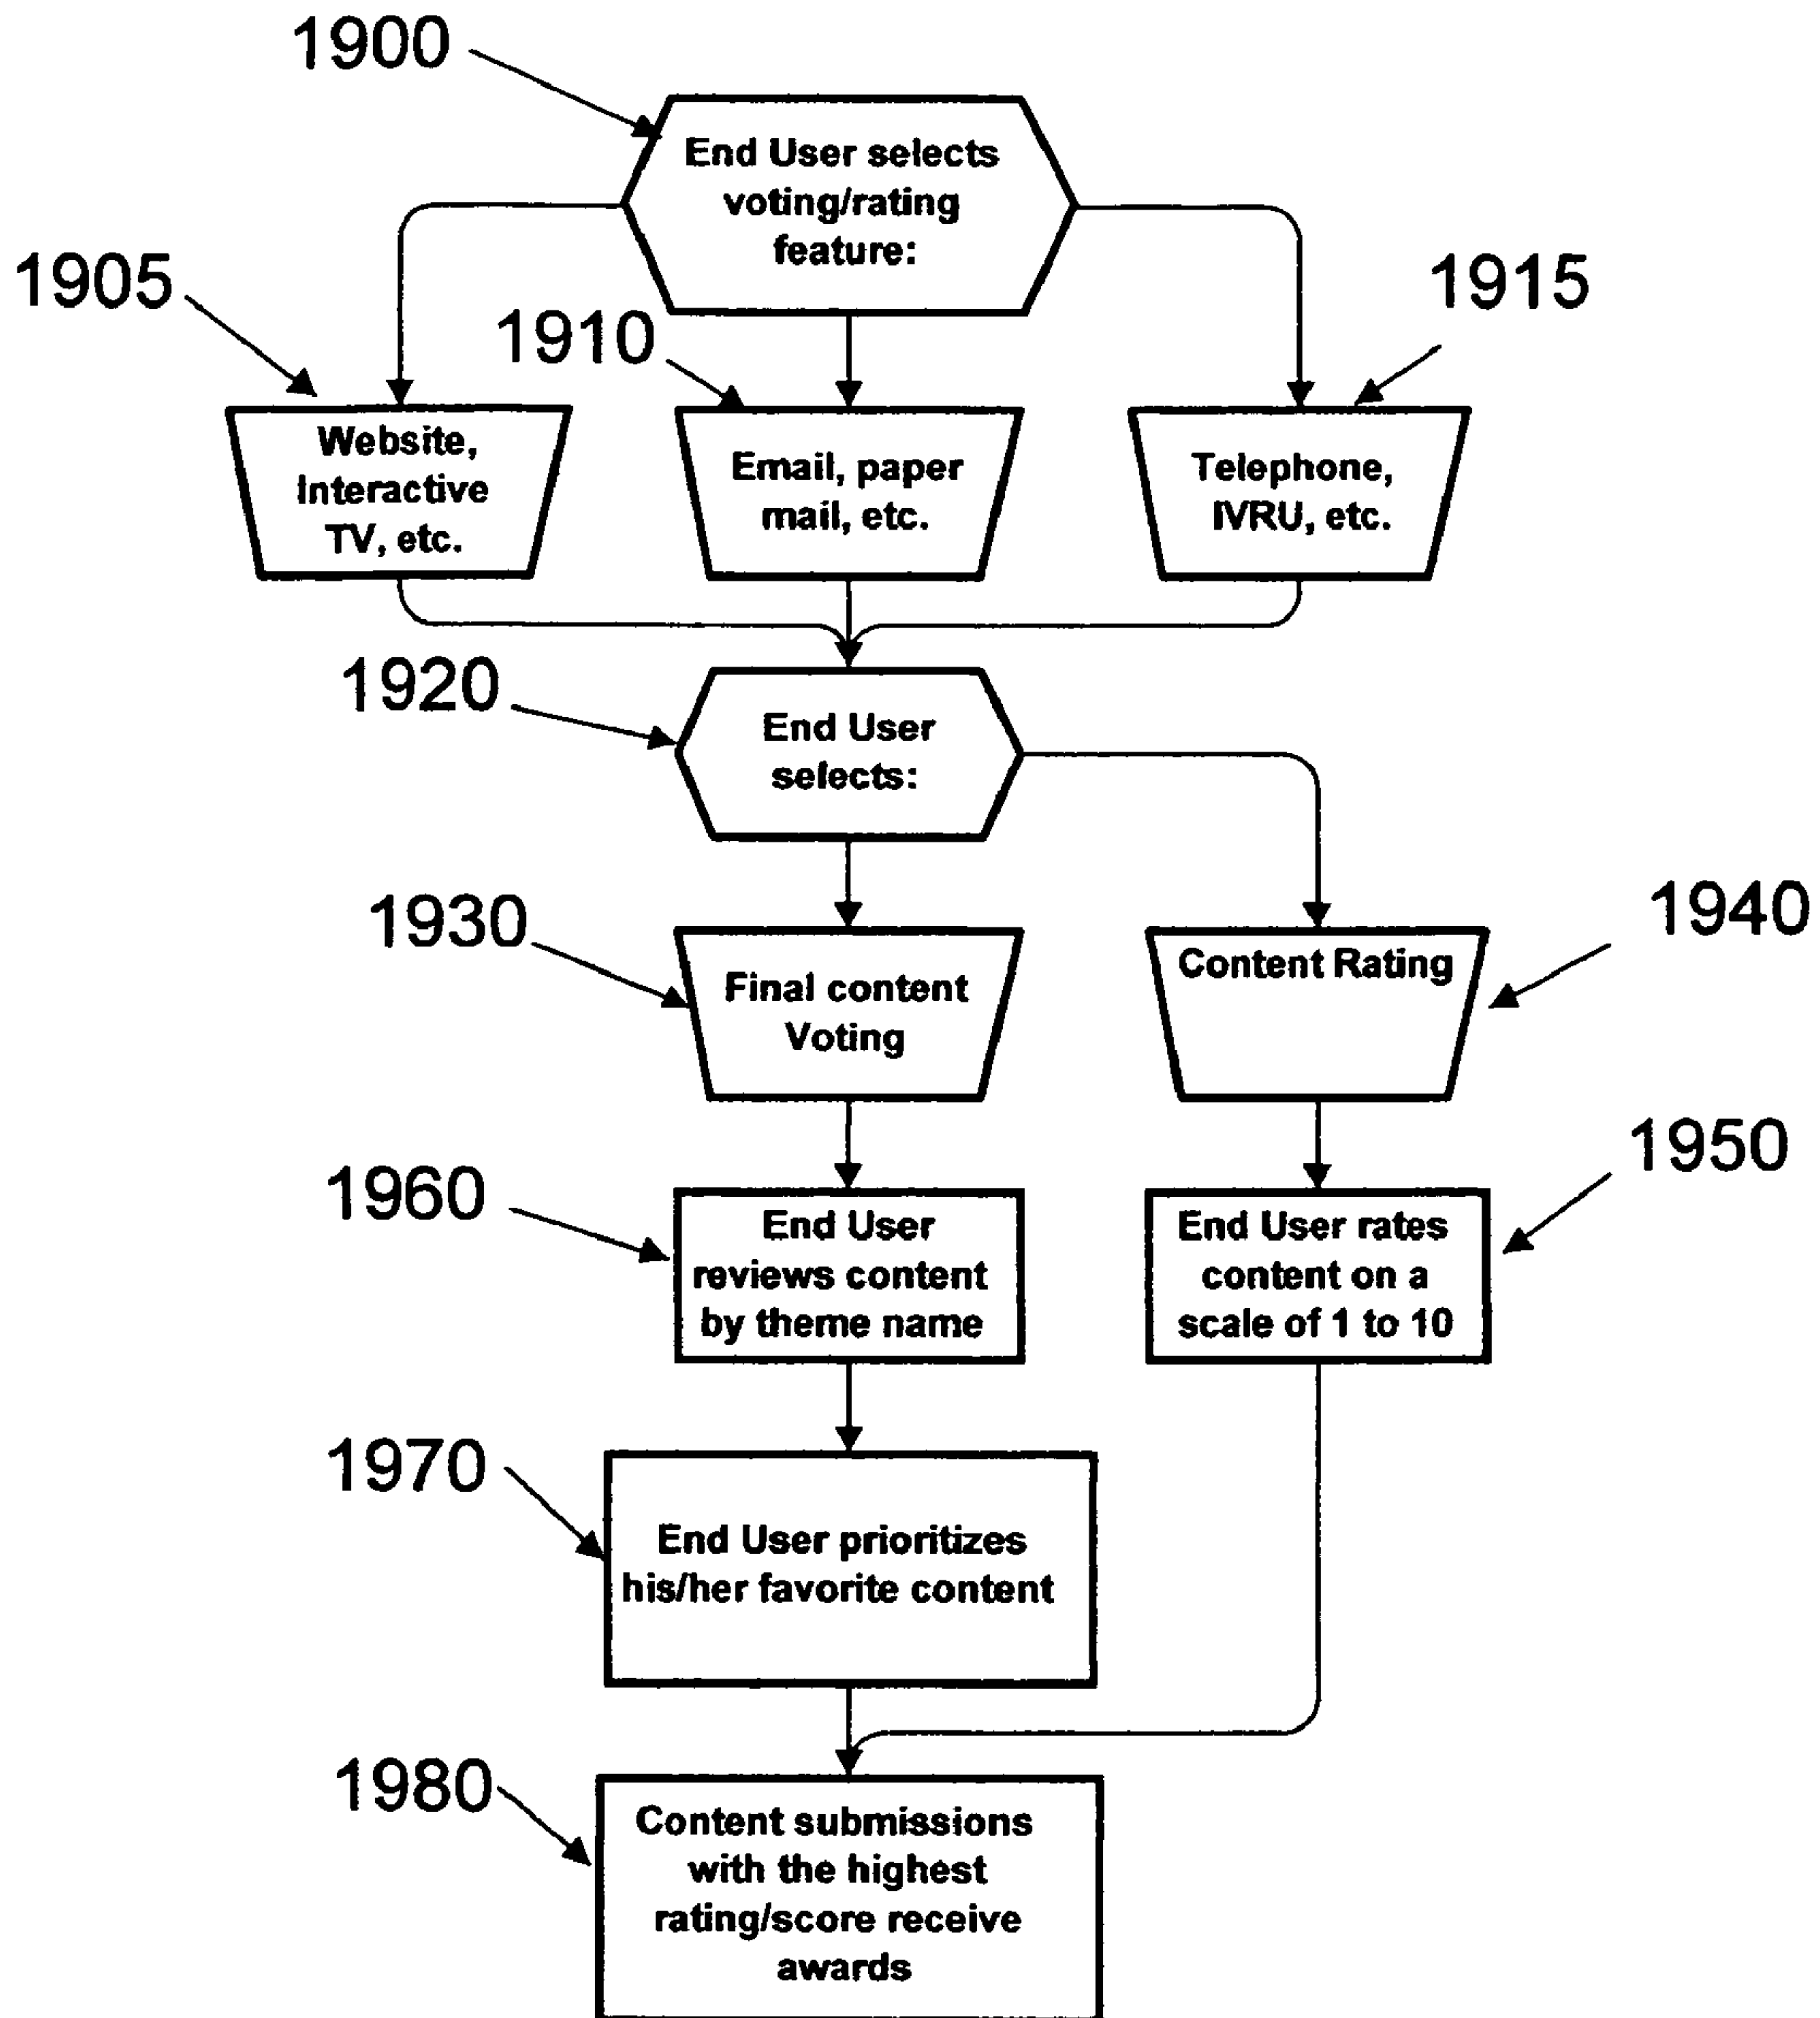 1900
End User selects
voting/rating
feature:
1905
1910
1915
Website,
Interactive
TV, etc.
Email, paper
mail, etc.
Telephone,
IVRU, etc.
1920
End User
selects:
1930
1940
Final content
Voting
Content Rating
1960
1950
End User
reviews content
by theme name
End User rates
content on a
scale of 1 to 10
1970
End User prioritizes
his/her favorite content
1980
Content submissions
with the highest
rating/score receive
awards